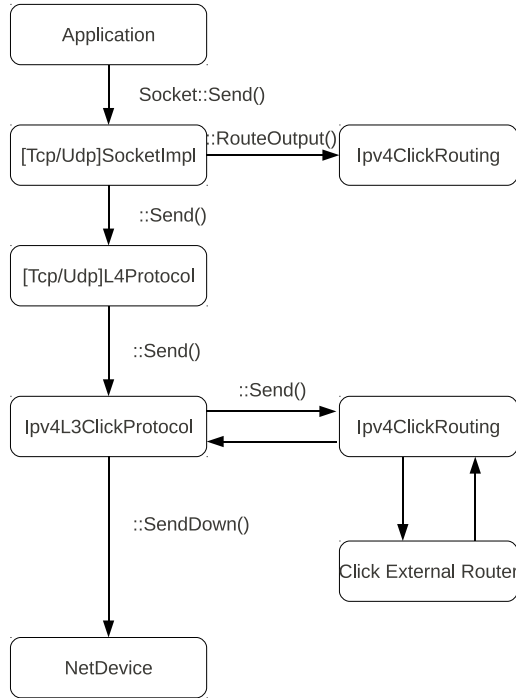 Application
Socket::Send()
[Tcp/Udp]SocketImpl
::RouteOutput()
Ipv4ClickRouting
::Send()
[Tcp/Udp]L4Protocol
::Send()
Ipv4L3ClickProtocol
::Send()
Ipv4ClickRouting
::SendDown()
Click External Router
NetDevice